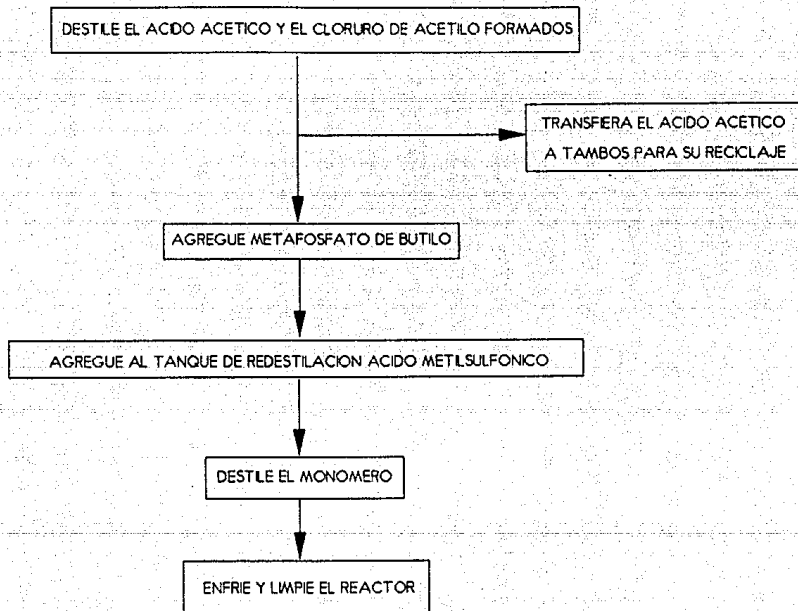 DESTILE EL ACIDO ACETICO Y EL CLORURO DE ACETILO FORMADOS
TRANSFIERA EL ACIDO ACETICO
A TAMBOS PARA SU RECICLAJE
AGREGUE METAFOSFATO DE BUTILO
AGREGUE AL TANQUE DE REDESTILACION ACIDO METILSULFONICO
DESTILE EL MONOMERO
ENFRIE Y LIMPIE EL REACTOR